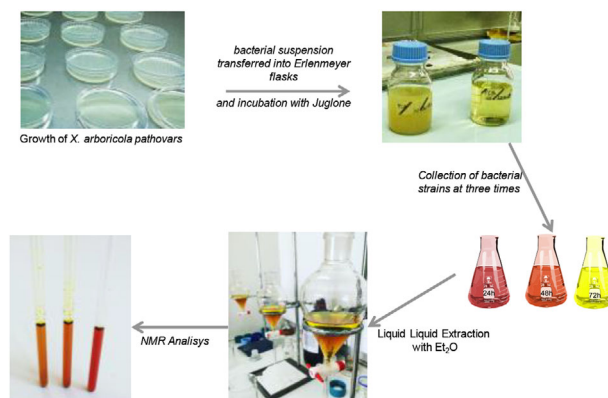 bacterial suspension
transferred into Erlenmeyer
flasks
and incubation with Juglone
Growth of X. arboricola pathovars
Collection of bacterial
strains at three times
24h
48h
72h
Liquid Liquid Extraction
with Et₂O
NMR Analisys